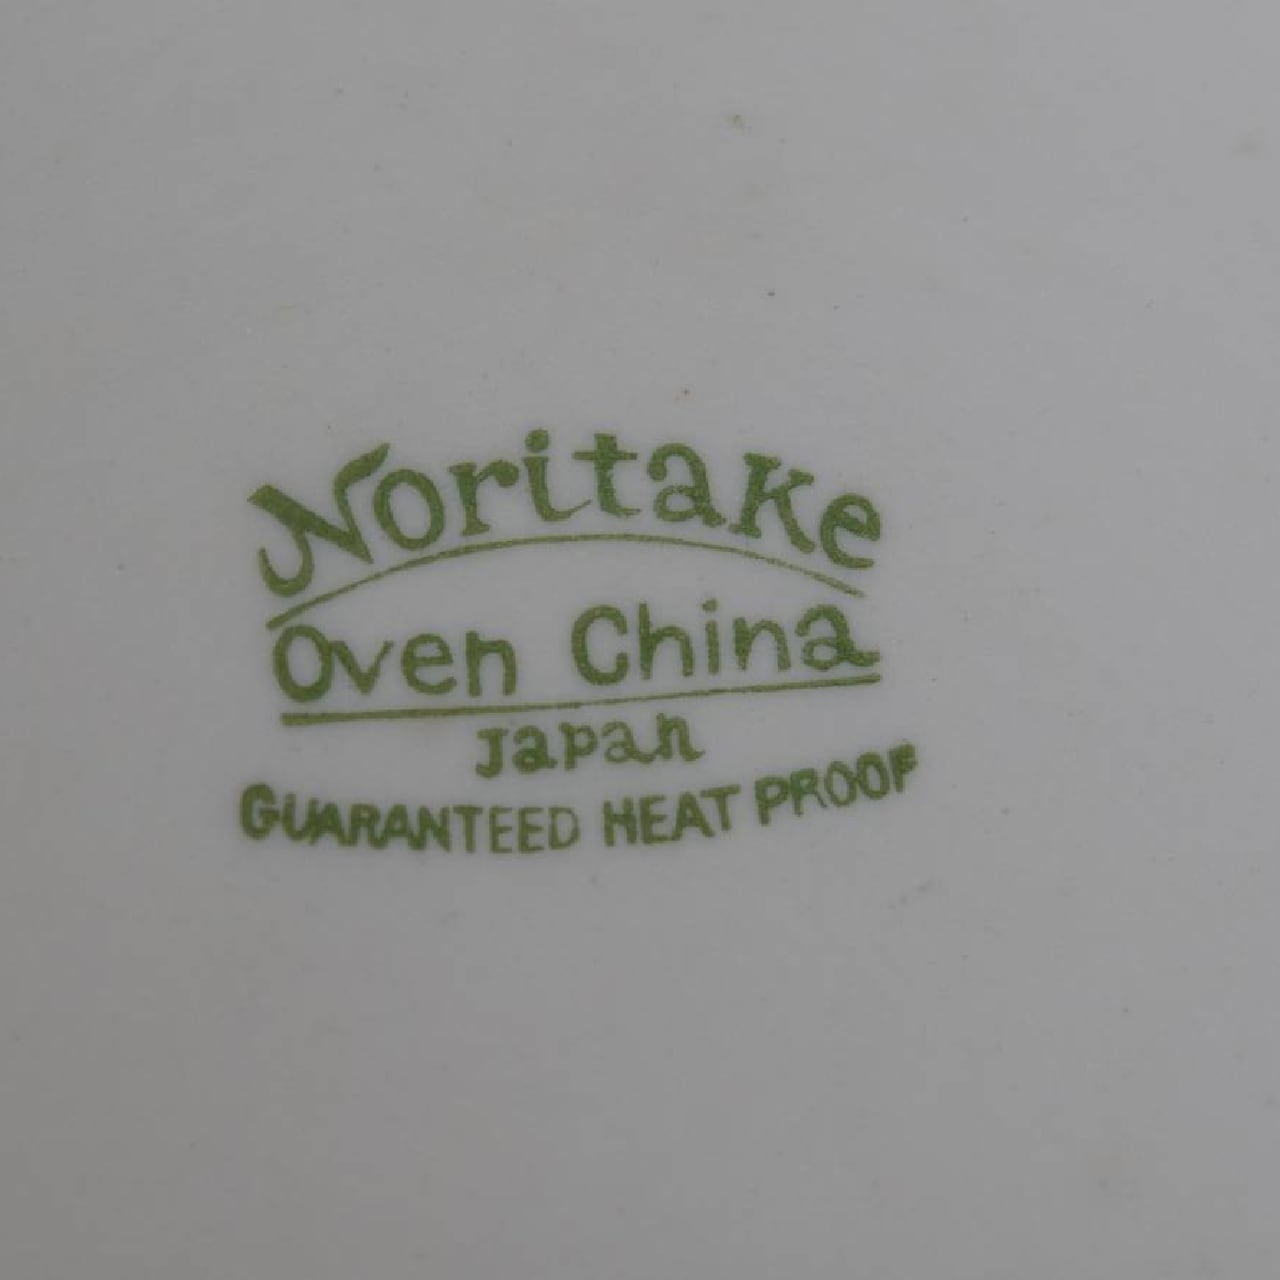 Noritake
Oven China
Japan
GUARANTEED HEAT PROOF